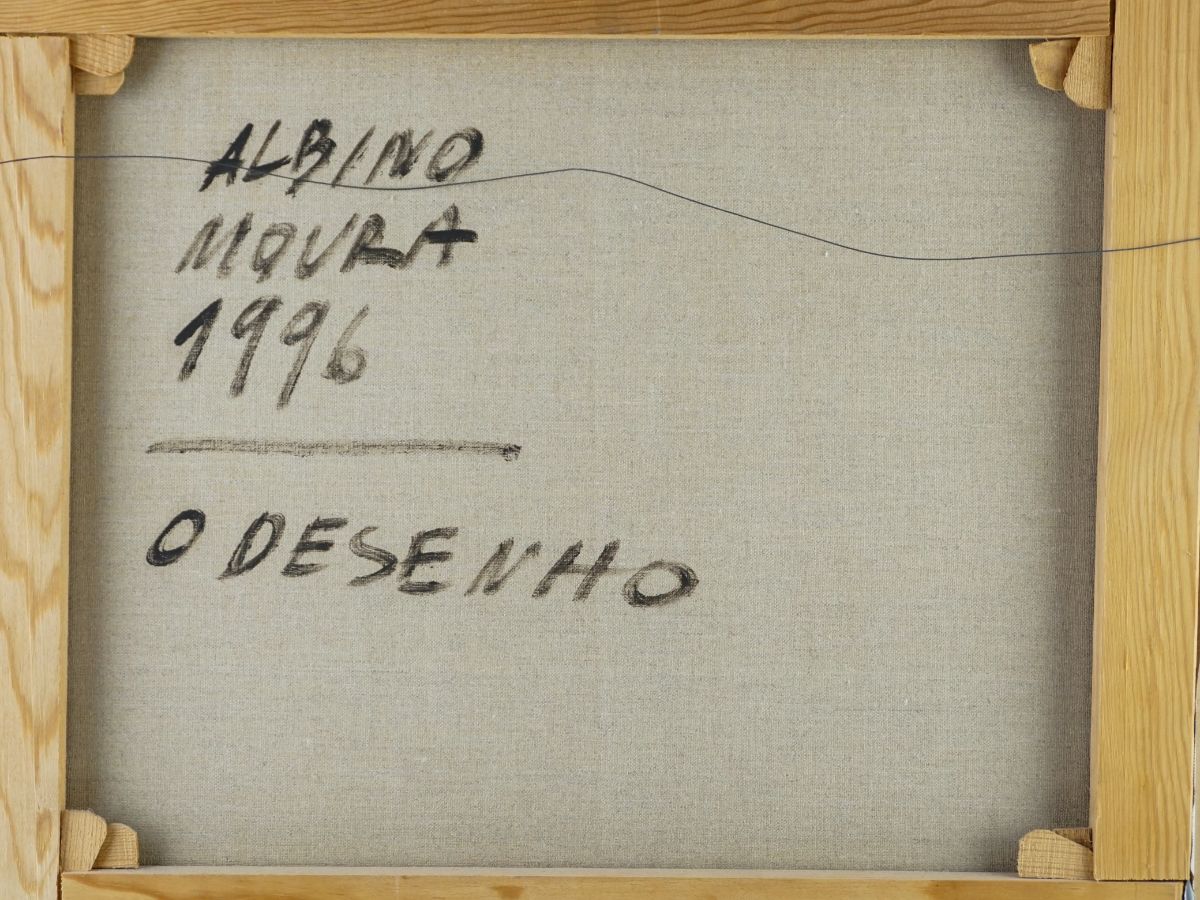 ALBINO
MOURA
1996
O DESENHO